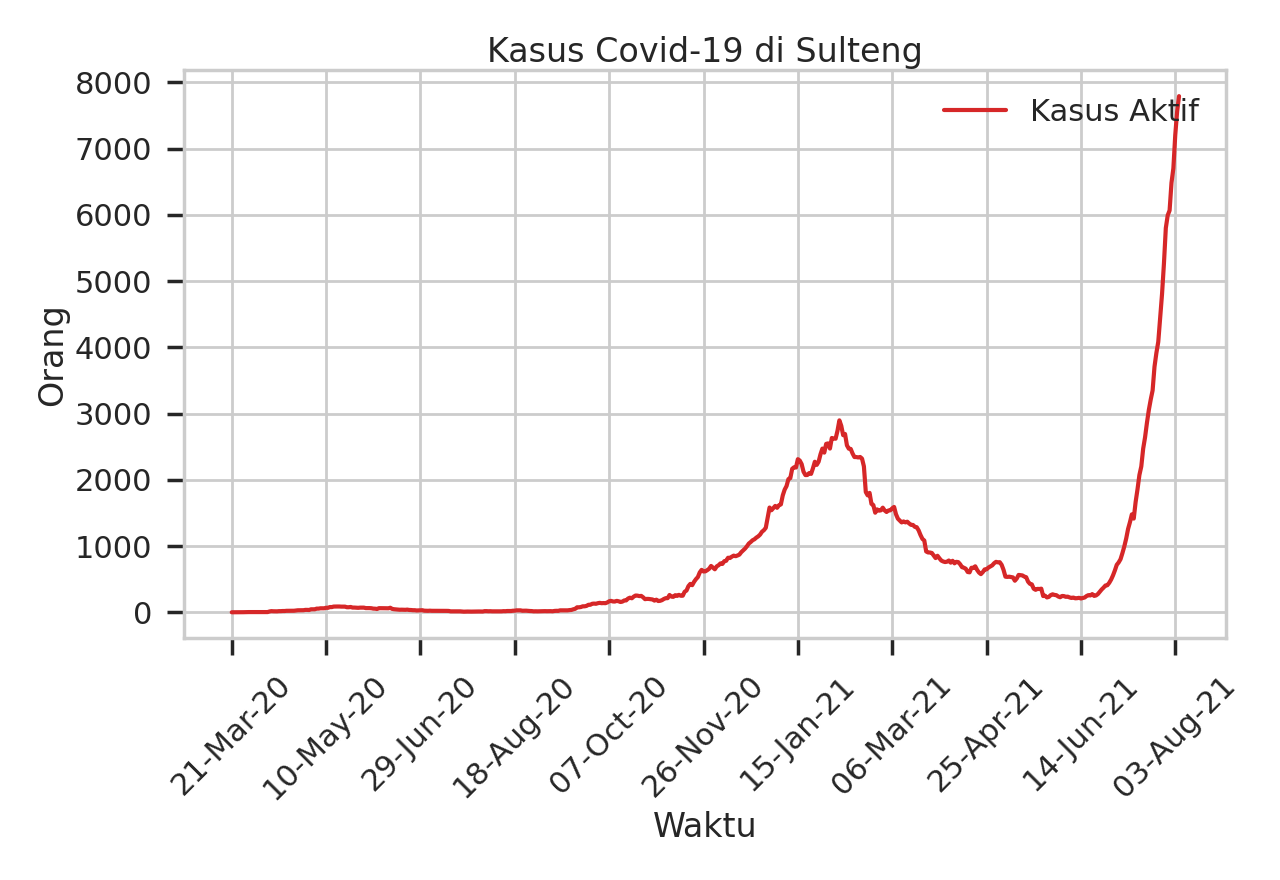 Kasus Covid-19 di Sulteng
Kasus Aktif
8000
7000
6000
5000
4000
3000
2000
1000
0
Orang
21-Mar-20
10-May-20
29-Jun-20
18-Aug-20
07-Oct-20
26-Nov-20
15-Jan-21
06-Mar-21
25-Apr-21
14-Jun-21
03-Aug-21
Waktu